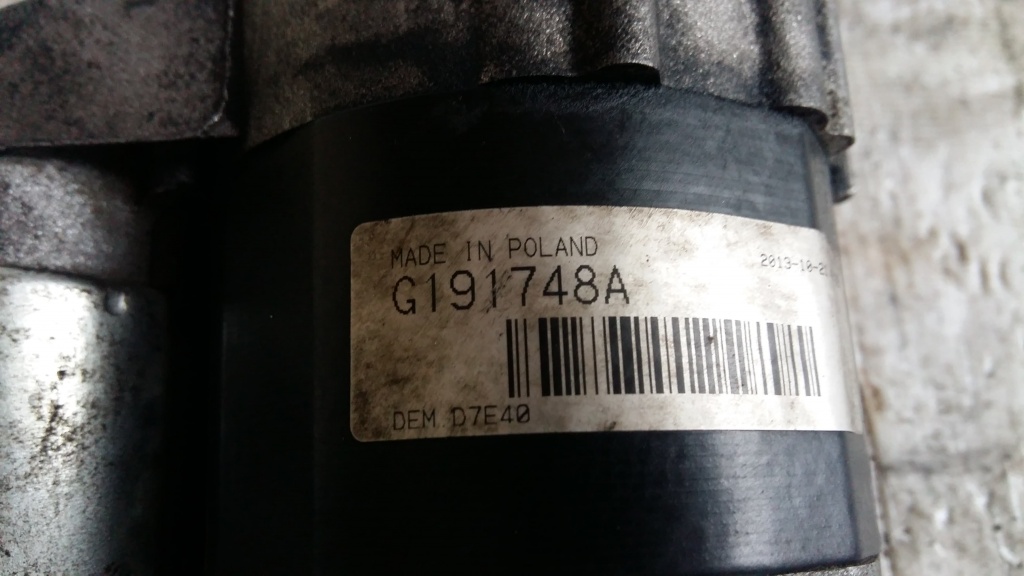 MADE IN POLAND
G191748A
DEM. D7E40